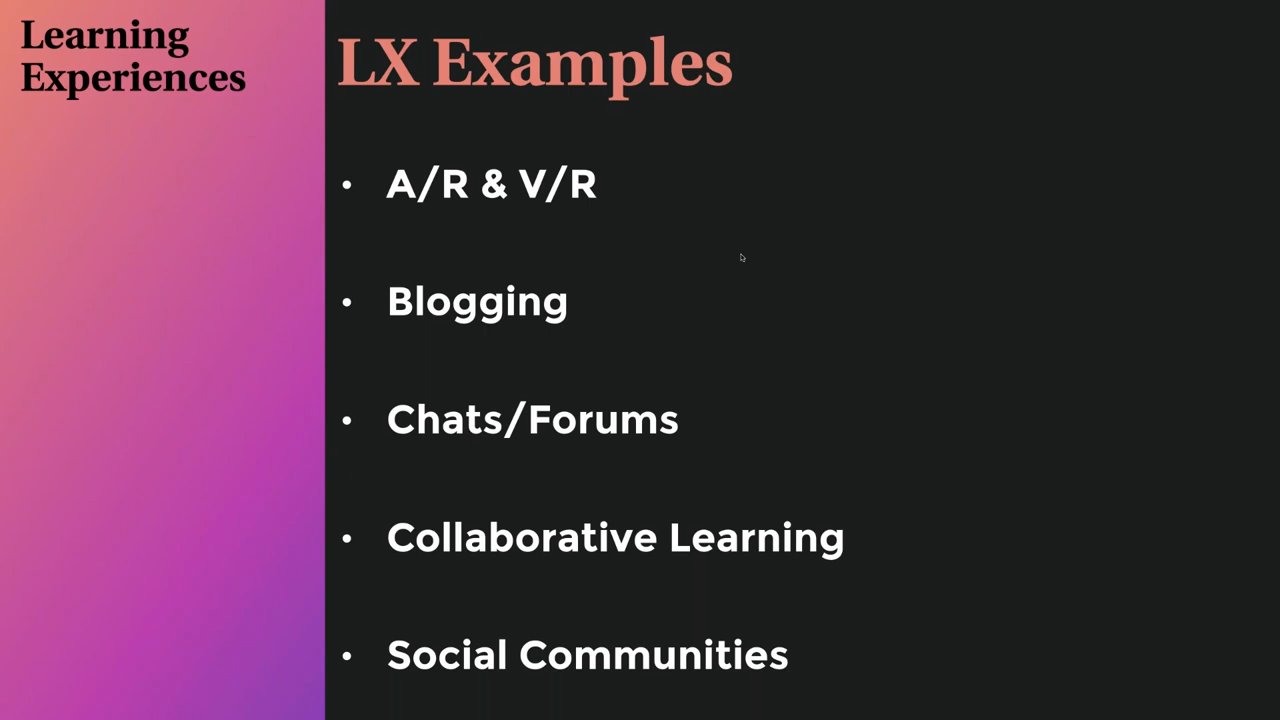 Learning
Experiences
LX Examples
• A/R & V/R
• Blogging
• Chats/Forums
• Collaborative Learning
• Social Communities